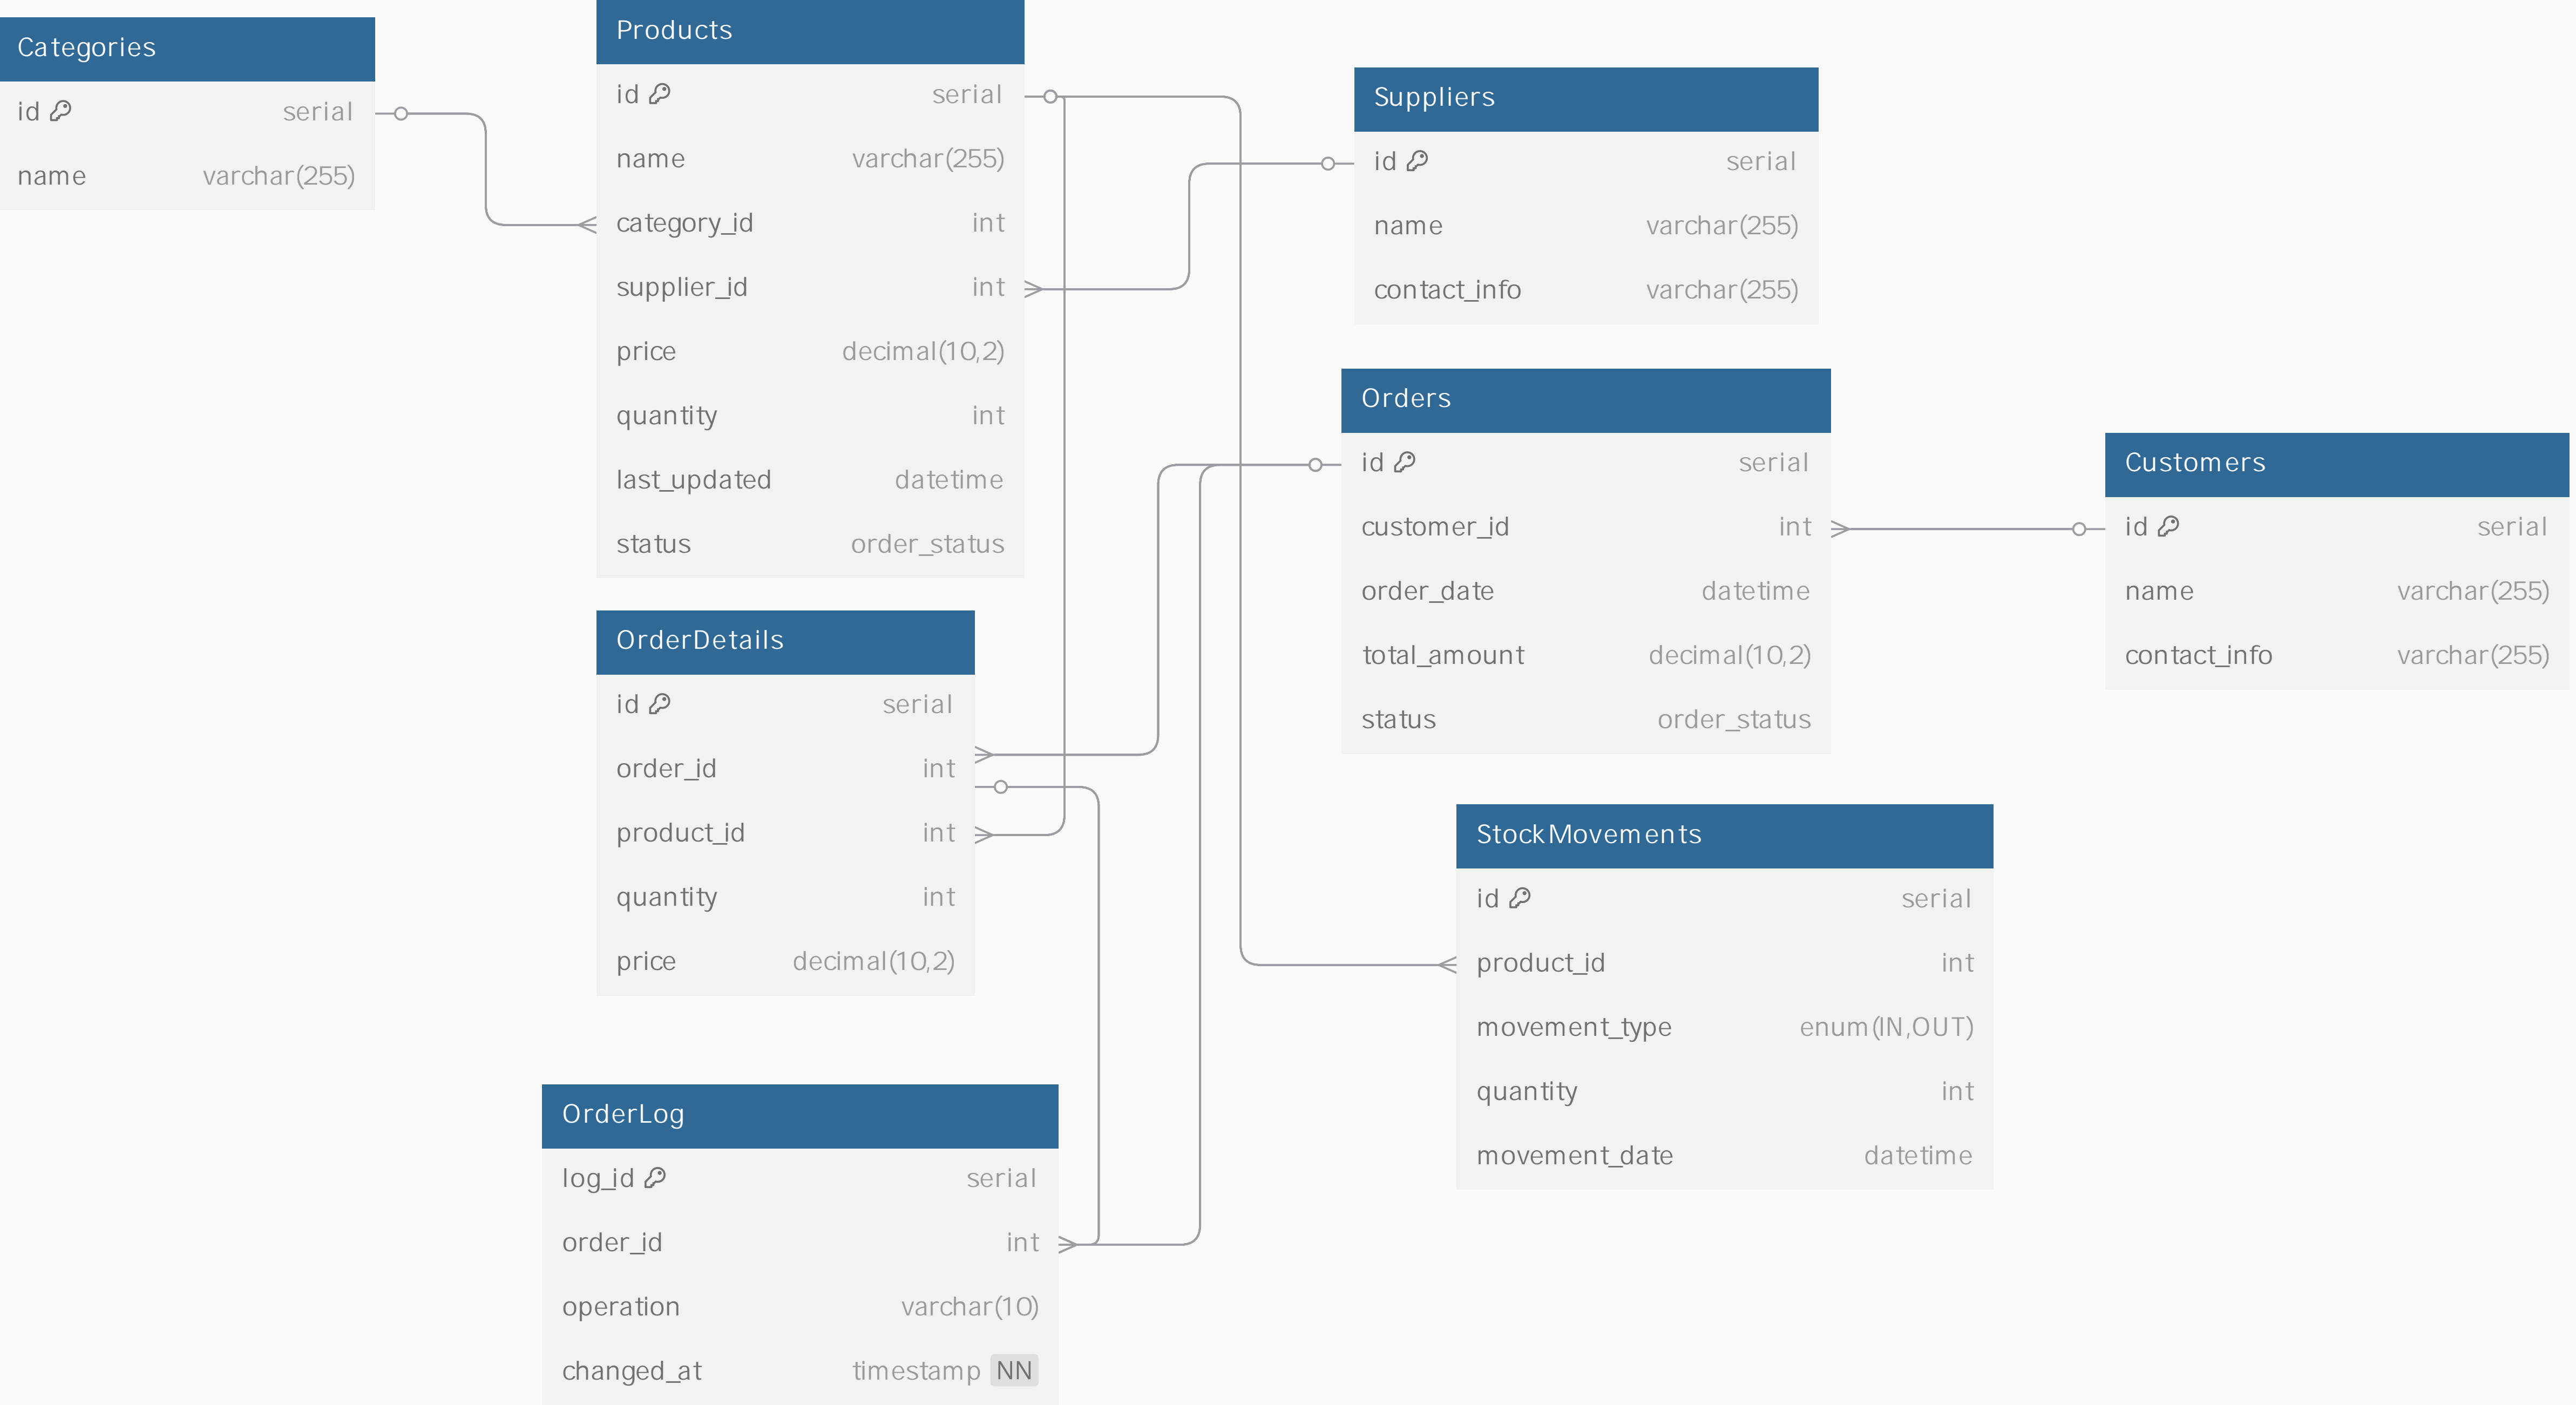 Categories
id serial
name varchar(255)
Products
id serial
name varchar(255)
category_id int
supplier_id int
price decimal(10,2)
quantity int
last_updated datetime
status order_status
Suppliers
id serial
name varchar(255)
contact_info varchar(255)
Orders
id serial
customer_id int
order_date datetime
total_amount decimal(10,2)
status order_status
Customers
id serial
name varchar(255)
contact_info varchar(255)
OrderDetails
id serial
order_id int
product_id int
quantity int
price decimal(10,2)
StockMovements
id serial
product_id int
movement_type enum(IN,OUT)
quantity int
movement_date datetime
OrderLog
log_id serial
order_id int
operation varchar(10)
changed_at timestamp NN